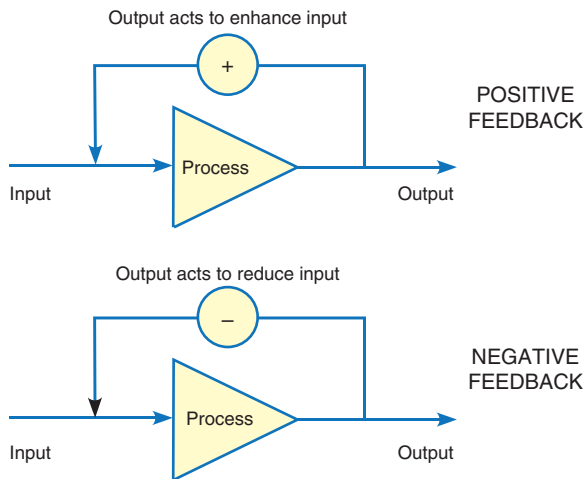 Output acts to enhance input
+
POSITIVE
FEEDBACK
Process
Input
Output
Output acts to reduce input
–
NEGATIVE
FEEDBACK
Process
Input
Output